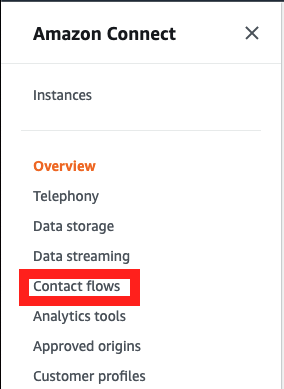 Amazon Connect
Instances
Overview
Telephony
Data storage
Data streaming
Contact flows
Analytics tools
Approved origins
Customer profiles